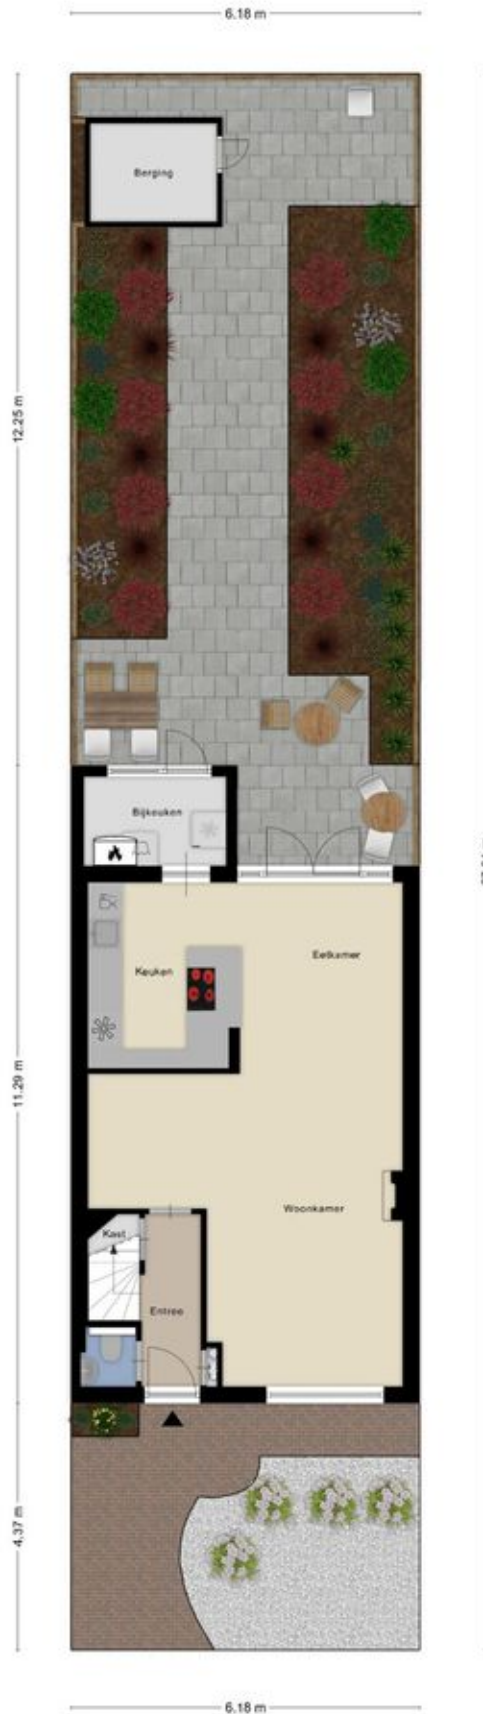 6.18 m
Berging
12.25 m
Bijkeuken
Keuken
Eetkamer
11.29 m
Woonkamer
Kast
Entree
4.37 m
6.18 m